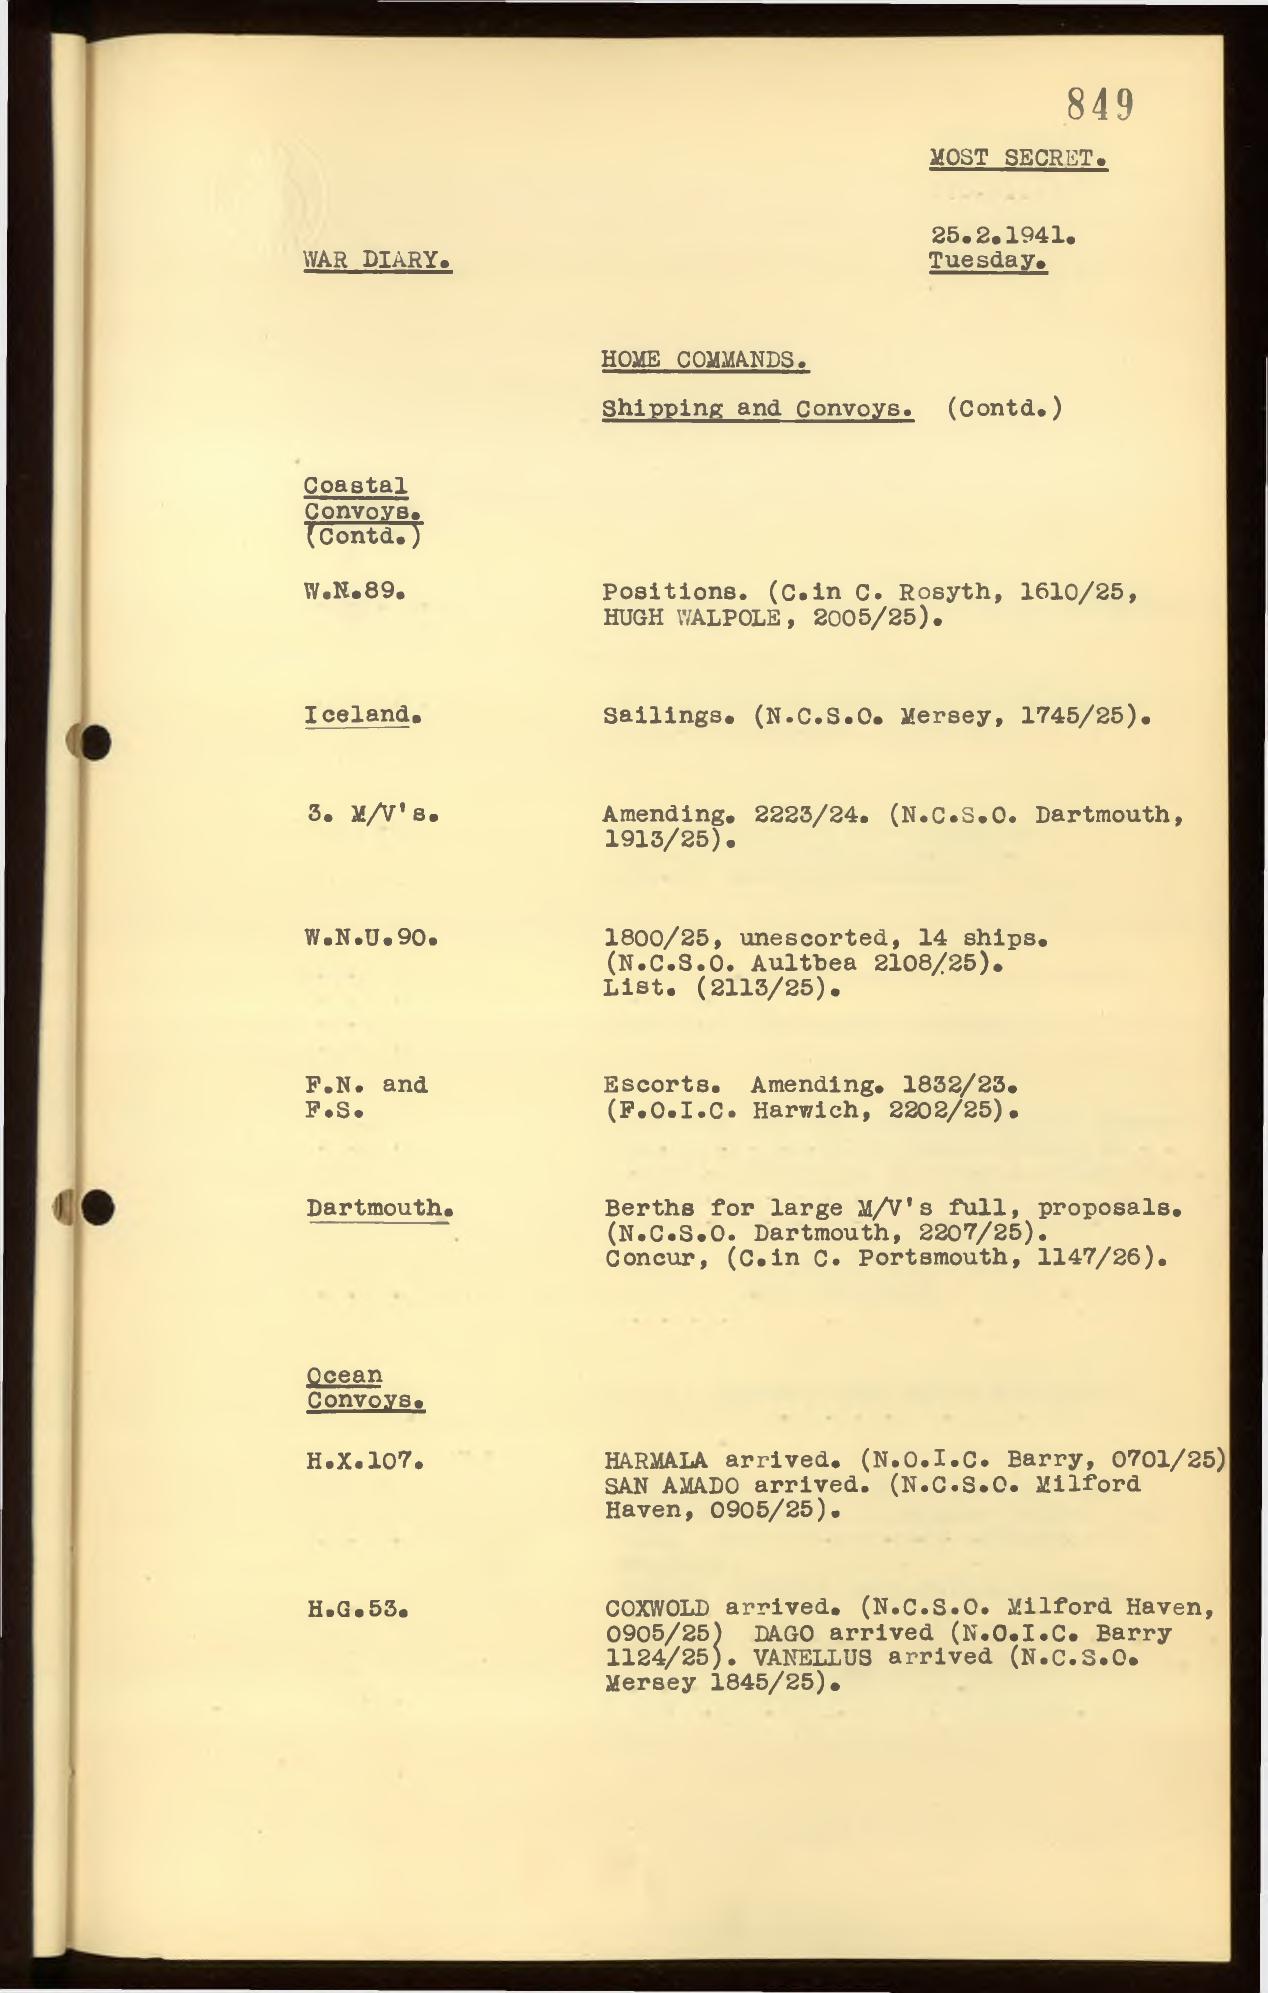 849
MOST SECRET.
25.2.1941.
WAR DIARY. Tuesday.
HOME COMMANDS.
Shipping and Convoys. (Contd.)
Coastal
Convoys.
(Contd.)
W.N.89. Positions. (C.in C. Rosyth, 1610/25,
HUGH WALPOLE, 2005/25).
Iceland. Sailings. (N.C.S.O. Mersey, 1745/25).
3. M/V's. Amending. 2223/24. (N.C.S.O. Dartmouth,
1913/25).
W.N.U.90. 1800/25, unescorted, 14 ships.
(N.C.S.O. Aultbea 2108/25).
List. (2113/25).
F.N. and Escorts. Amending. 1832/23.
F.S. (F.O.I.C. Harwich, 2202/25).
Dartmouth. Berths for large M/V's full, proposals.
(N.C.S.O. Dartmouth, 2207/25).
Concur, (C.in C. Portsmouth, 1147/26).
Ocean
Convoys.
H.X.107. HARMALA arrived. (N.O.I.C. Barry, 0701/25)
SAN AMADO arrived. (N.C.S.O. Milford
Haven, 0905/25).
H.G.53. COXWOLD arrived. (N.C.S.O. Milford Haven,
0905/25) DAGO arrived (N.O.I.C. Barry
1124/25). VANELLUS arrived (N.C.S.O.
Mersey 1845/25).